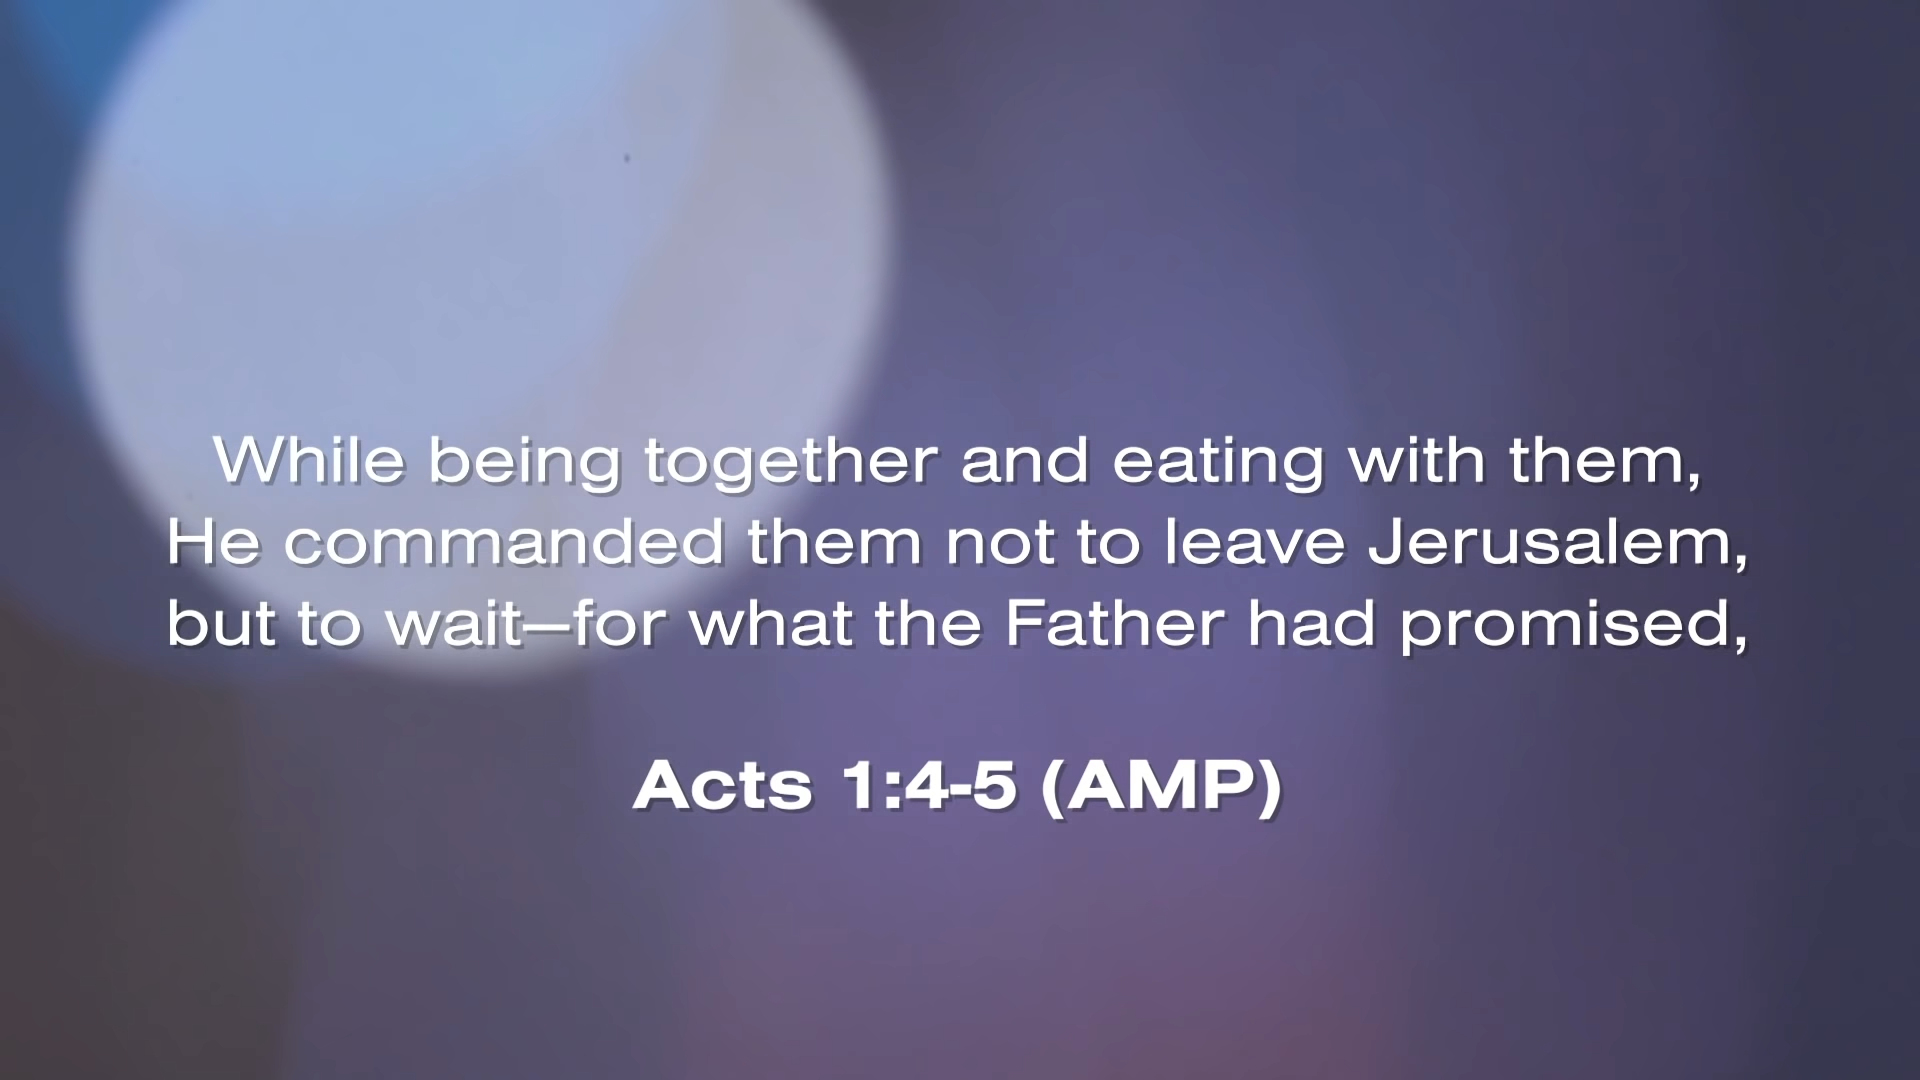 While being together and eating with them,
He commanded them not to leave Jerusalem,
but to wait—for what the Father had promised,
Acts 1:4-5 (AMP)